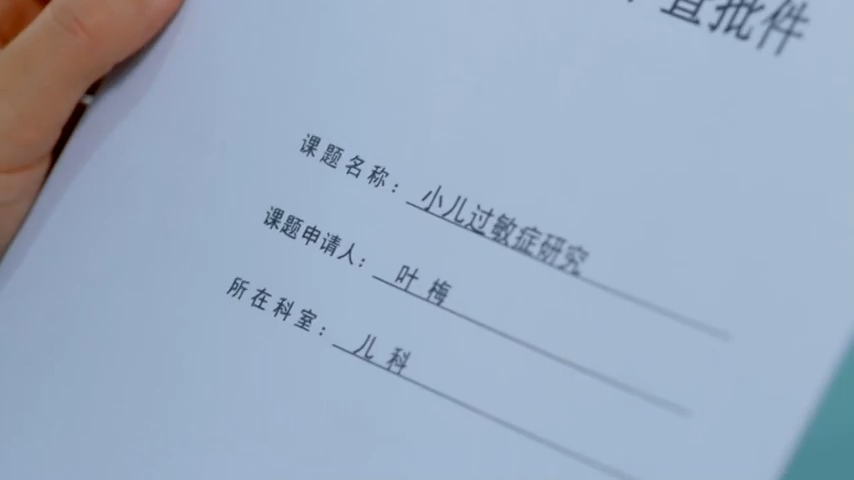 查批件
课题名称：小儿过敏症研究
课题申请人：叶梅
所在科室：儿科